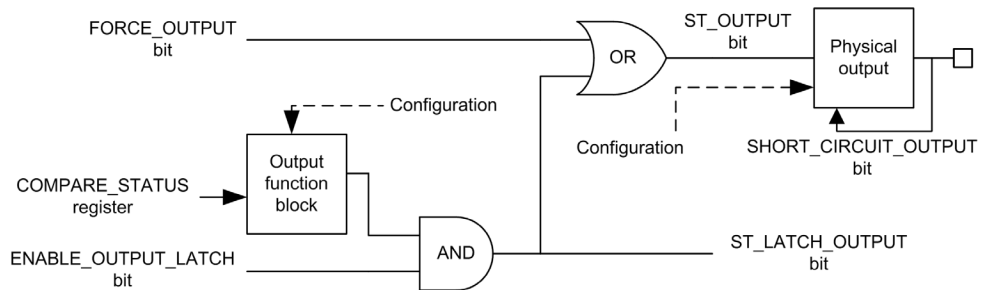 FORCE_OUTPUT
bit
ST_OUTPUT
bit
OR
Physical
output
Configuration
Configuration
SHORT_CIRCUIT_OUTPUT
bit
Output
function
block
COMPARE_STATUS
register
AND
ST_LATCH_OUTPUT
bit
ENABLE_OUTPUT_LATCH
bit